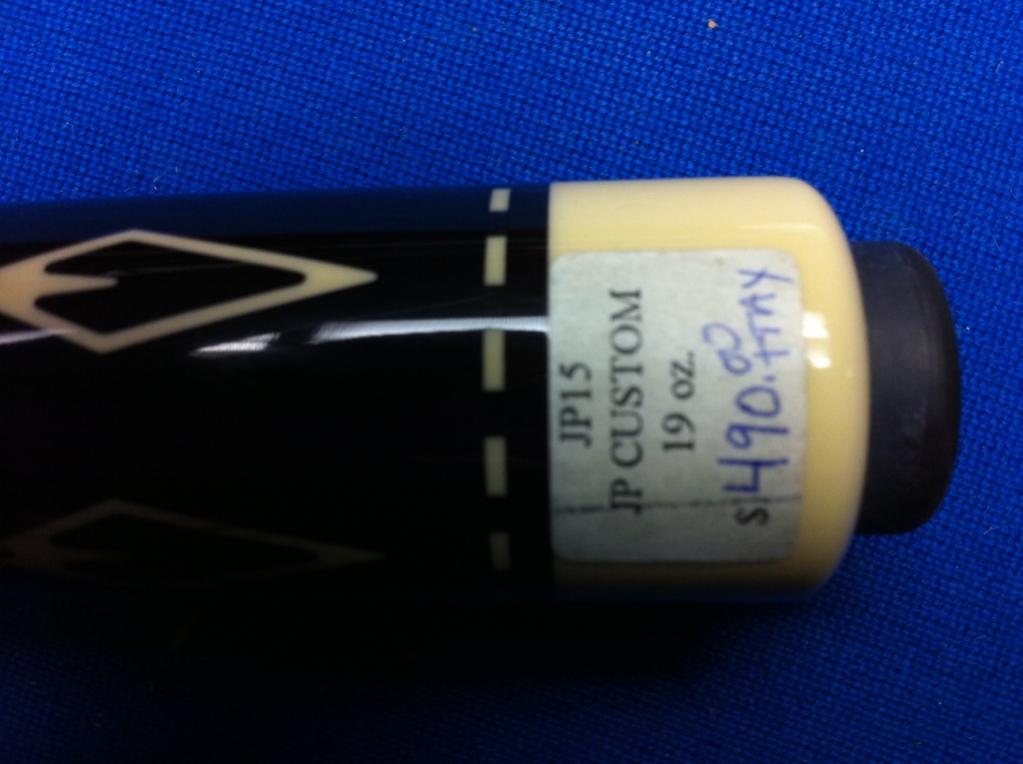 JP15
JP CUSTOM
19 oz.
$490.00
+TAX